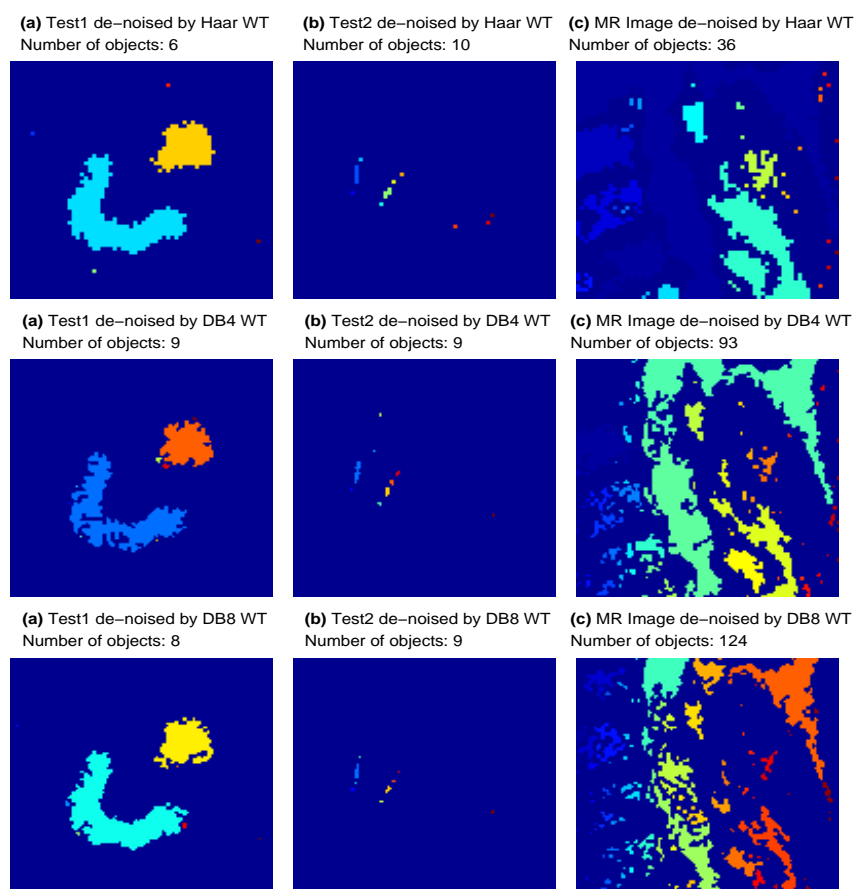 (a) Test1 de−noised by Haar WT
Number of objects: 6
(b) Test2 de−noised by Haar WT
Number of objects: 10
(c) MR Image de−noised by Haar WT
Number of objects: 36
(a) Test1 de−noised by DB4 WT
Number of objects: 9
(b) Test2 de−noised by DB4 WT
Number of objects: 9
(c) MR Image de−noised by DB4 WT
Number of objects: 93
(a) Test1 de−noised by DB8 WT
Number of objects: 8
(b) Test2 de−noised by DB8 WT
Number of objects: 9
(c) MR Image de−noised by DB8 WT
Number of objects: 124